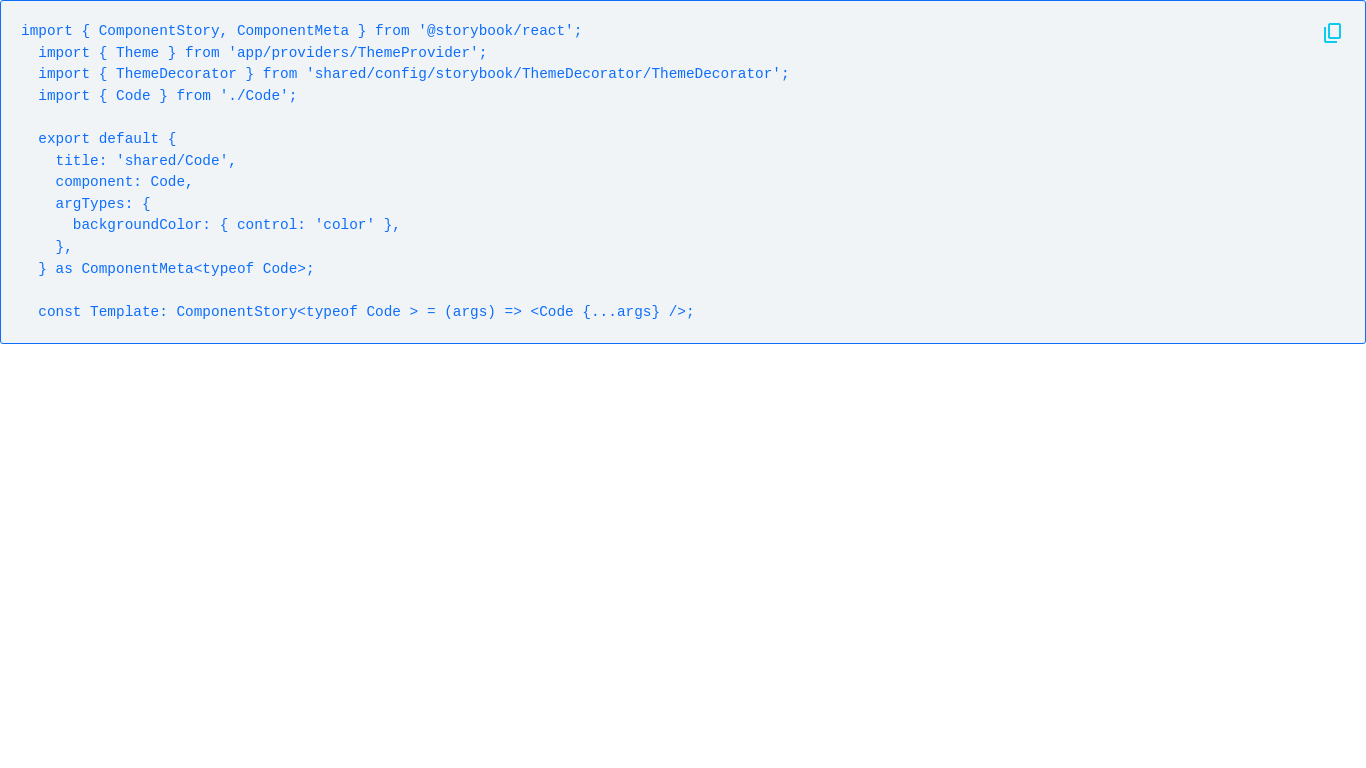 import { ComponentStory, ComponentMeta } from '@storybook/react';
  import { Theme } from 'app/providers/ThemeProvider';
  import { ThemeDecorator } from 'shared/config/storybook/ThemeDecorator/ThemeDecorator';
  import { Code } from './Code';

  export default {
    title: 'shared/Code',
    component: Code,
    argTypes: {
      backgroundColor: { control: 'color' },
    },
  } as ComponentMeta<typeof Code>;

  const Template: ComponentStory<typeof Code > = (args) => <Code {...args} />;